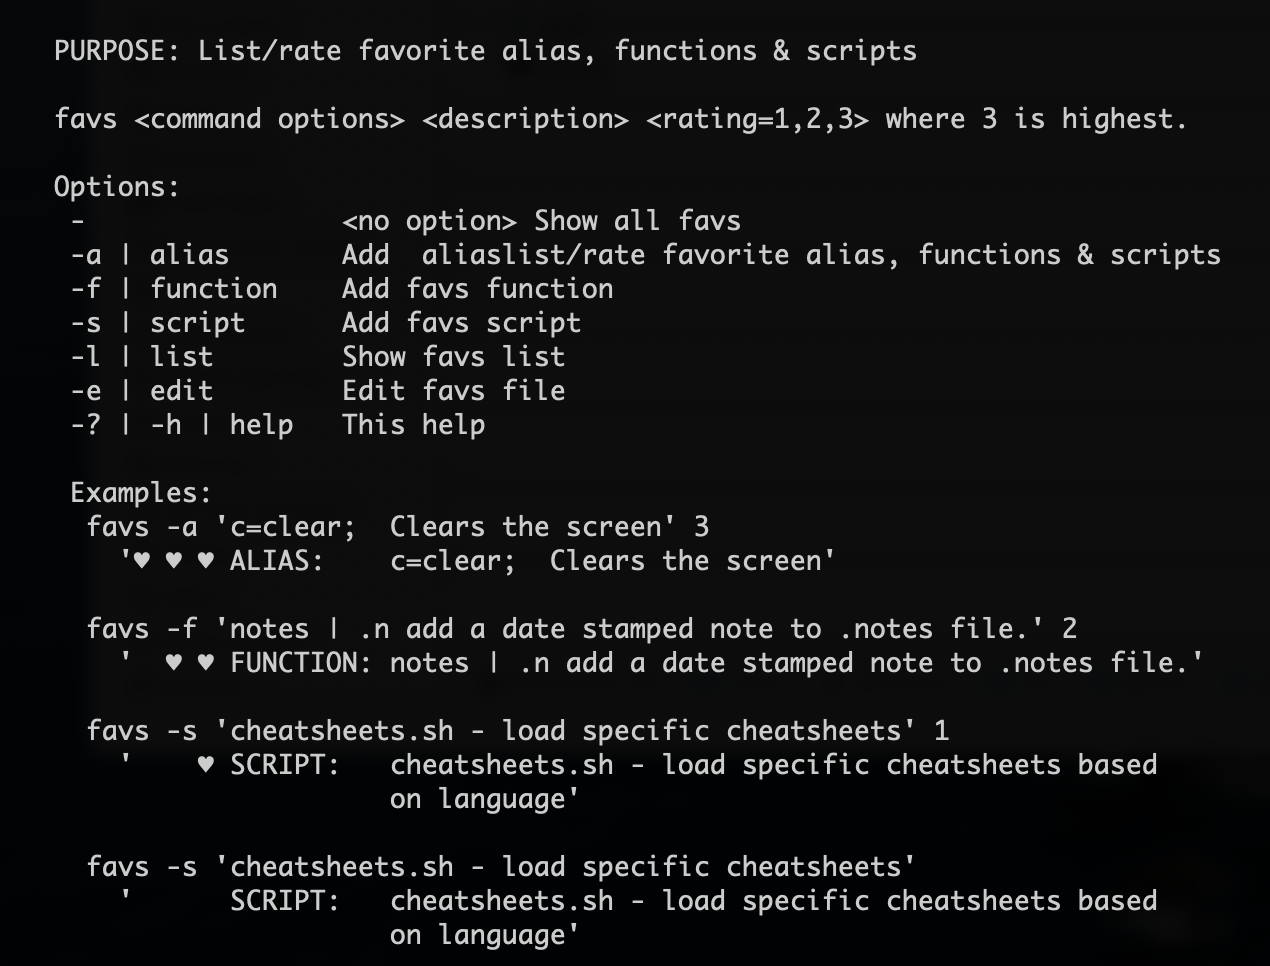 PURPOSE: List/rate favorite alias, functions & scripts
favs <command options> <description> <rating=1,2,3> where 3 is highest.
Options:
-                <no option> Show all favs
-a | alias       Add  aliaslist/rate favorite alias, functions & scripts
-f | function    Add favs function
-s | script      Add favs script
-l | list        Show favs list
-e | edit        Edit favs file
-? | -h | help   This help
Examples:
favs -a 'c=clear;  Clears the screen' 3
'♥ ♥ ♥ ALIAS:    c=clear;  Clears the screen'
favs -f 'notes | .n add a date stamped note to .notes file.' 2
'  ♥ ♥ FUNCTION: notes | .n add a date stamped note to .notes file.'
favs -s 'cheatsheets.sh - load specific cheatsheets' 1
'    ♥ SCRIPT:   cheatsheets.sh - load specific cheatsheets based
on language'
favs -s 'cheatsheets.sh - load specific cheatsheets'
'      SCRIPT:   cheatsheets.sh - load specific cheatsheets based
on language'